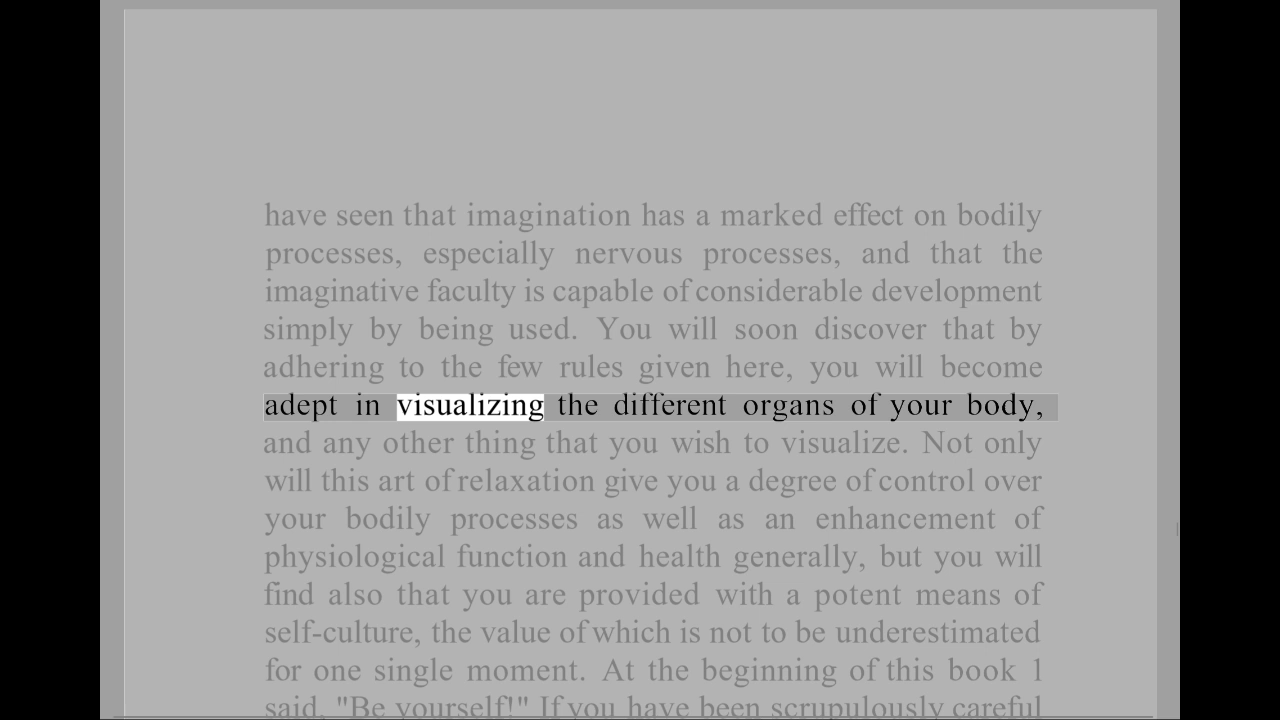 have seen that imagination has a marked effect on bodily
processes, especially nervous processes, and that the
imaginative faculty is capable of considerable development
simply by being used. You will soon discover that by
adhering to the few rules given here, you will become
adept in visualizing the different organs of your body,
and any other thing that you wish to visualize. Not only
will this art of relaxation give you a degree of control over
your bodily processes as well as an enhancement of
physiological function and health generally, but you will
find also that you are provided with a potent means of
self-culture, the value of which is not to be underestimated
for one single moment. At the beginning of this book 1
said, "Be yourself!" If you have been scrupulously careful